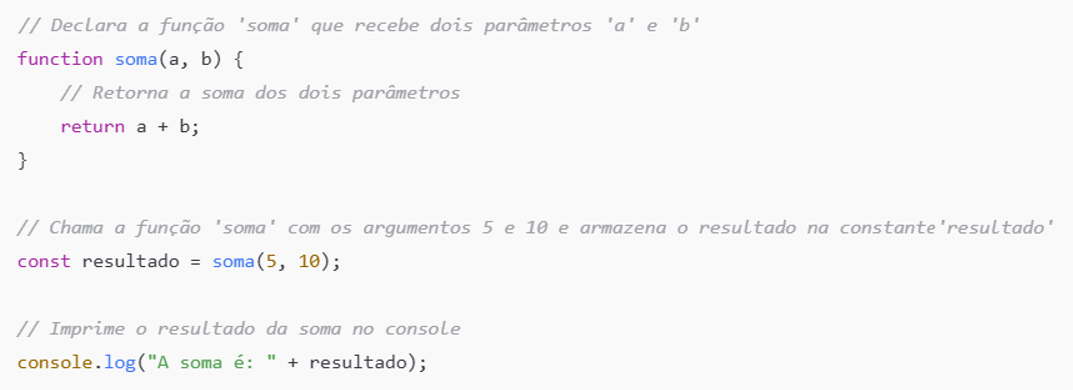 // Declara a função 'soma' que recebe dois parâmetros 'a' e 'b'
function soma(a, b) {
    // Retorna a soma dos dois parâmetros
    return a + b;
}

// Chama a função 'soma' com os argumentos 5 e 10 e armazena o resultado na constante'resultado'
const resultado = soma(5, 10);

// Imprime o resultado da soma no console
console.log("A soma é: " + resultado);